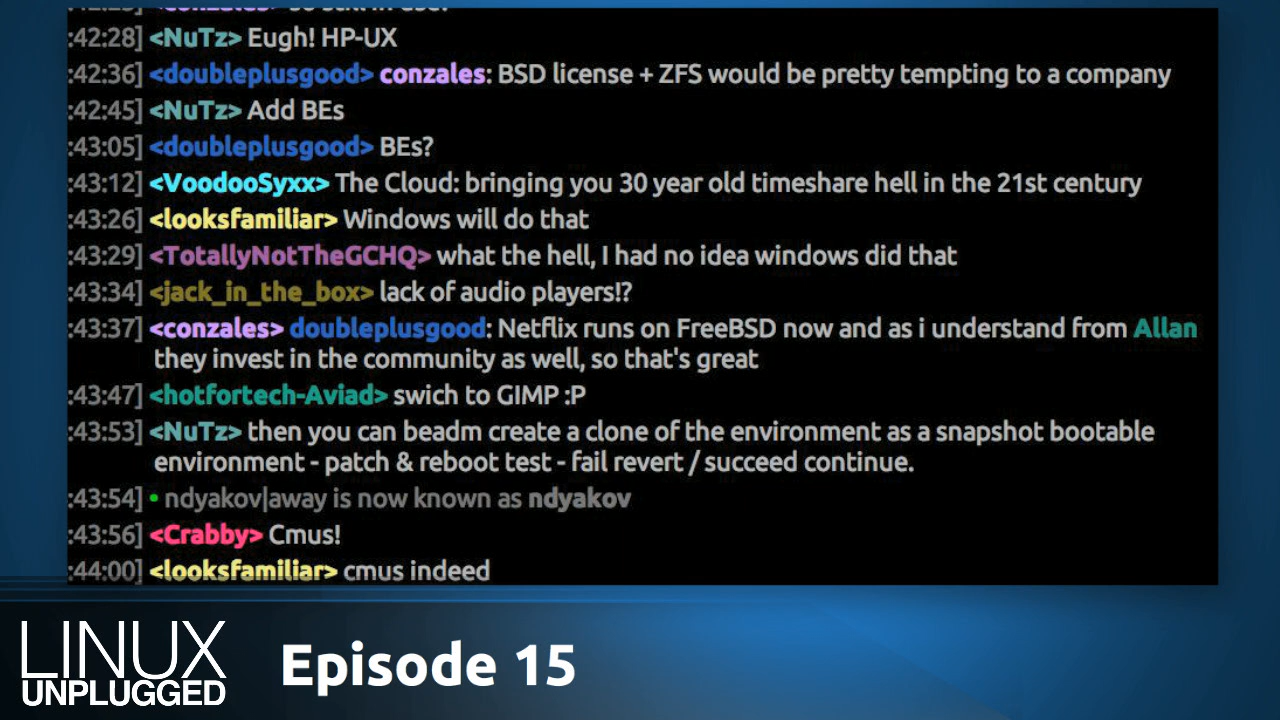 :42:28] <NuTz> Eugh! HP-UX
:42:36] <doubleplusgood> conzales: BSD license + ZFS would be pretty tempting to a company
:42:45] <NuTz> Add BEs
:43:05] <doubleplusgood> BEs?
:43:12] <VoodooSyxx> The Cloud: bringing you 30 year old timeshare hell in the 21st century
:43:26] <looksfamiliar> Windows will do that
:43:29] <TotallyNotTheGCHQ> what the hell, I had no idea windows did that
:43:34] <jack_in_the_box> lack of audio players!?
:43:37] <conzales> doubleplusgood: Netflix runs on FreeBSD now and as i understand from Allan
they invest in the community as well, so that's great
:43:47] <hotfortech-Aviad> swich to GIMP :P
:43:53] <NuTz> then you can beadm create a clone of the environment as a snapshot bootable
environment - patch & reboot test - fail revert / succeed continue.
:43:54] • ndyakov|away is now known as ndyakov
:43:56] <Crabby> Cmus!
:44:00] <looksfamiliar> cmus indeed
LINUX
UNPLUGGED
Episode 15